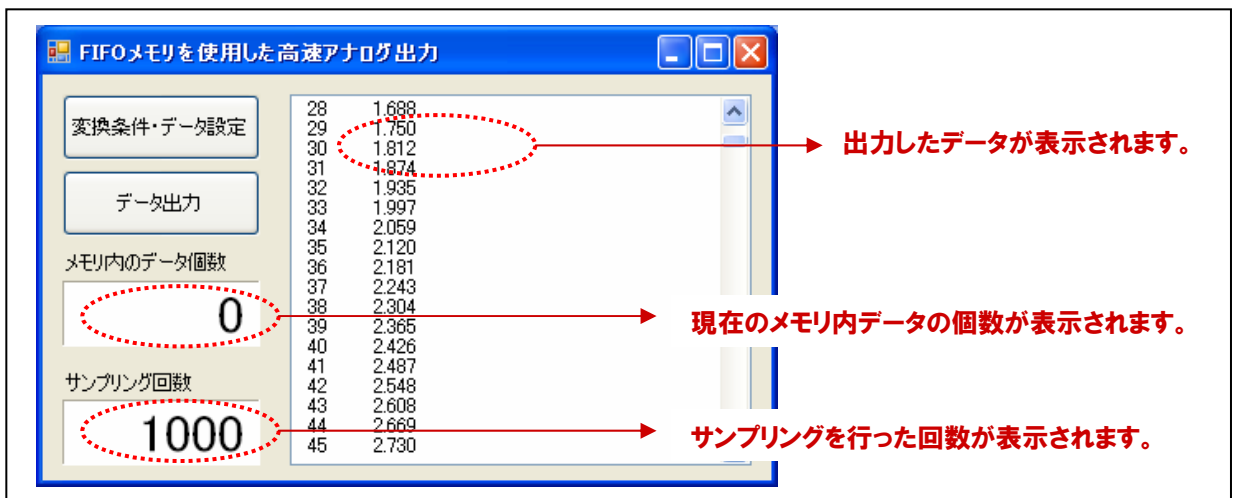 FIFOメモリを使用した高速アナログ出力
変換条件・データ設定
データ出力
メモリ内のデータ個数
0
サンプリング回数
1000
28 1.688
29 1.750
30 1.812
31 1.874
32 1.935
33 1.997
34 2.059
35 2.120
36 2.181
37 2.243
38 2.304
39 2.365
40 2.426
41 2.487
42 2.548
43 2.608
44 2.669
45 2.730
出力したデータが表示されます。
現在のメモリ内データの個数が表示されます。
サンプリングを行った回数が表示されます。